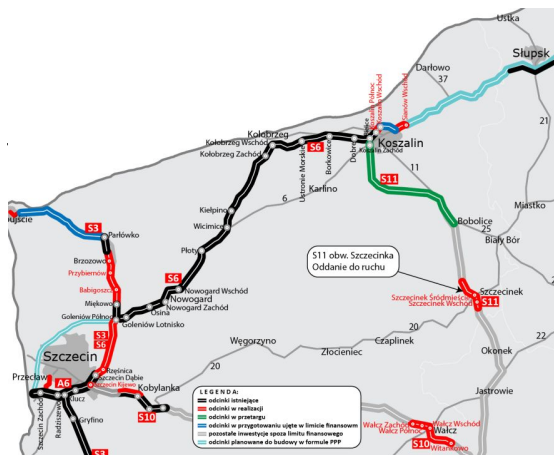 Ustka
Słupsk
Darłowo
37
21
Koszalin Północ
Koszalin Wschód
Sianów Wschód
Kołobrzeg
Kołobrzeg Wschód
Kołobrzeg Zachód
Ustronie Morskie
S6
Borkowice
Koszalin
Koszalin Zachód
11
S11
Karlino
6
Kiełpino
Wicimice
Miastko
Bobolice
25
Biały Bór
S3
Parłówko
Brzozowo
Przybiernów
Babigoszcz
Miękowo
Goleniów Północ
Płoty
S6
Nowogard Wschód
Nowogard
Nowogard Zachód
Osina
Goleniów Lotnisko
S11 obw. Szczecinka
Oddanie do ruchu
22
Szczecinek
Szczecinek Śródmieście
Szczecinek Wschód
S11
20
S3
S6
Węgorzyno
Złocieniec
Czaplinek
Okonek
Szczecin
Rzęśnica
Szczecin Dąbie
Szczecin Kijewo
20
Przecław
A6
Kobylanka
Klucz
Szczecin Zachód
Radziszewo
Gryfino
S10
S3
Jastrowie
Wałcz Zachód
Wałcz Północ
Wałcz Wschód
Wałcz
S10
Witankowo
LEGENDA:
odcinki istniejące
odcinki w realizacji
odcinki w przetargu
odcinki w przygotowaniu ujęte w limicie finansowm
pozostałe inwestycje spoza limitu finansowego
odcinki planowane do budowy w formule PPP